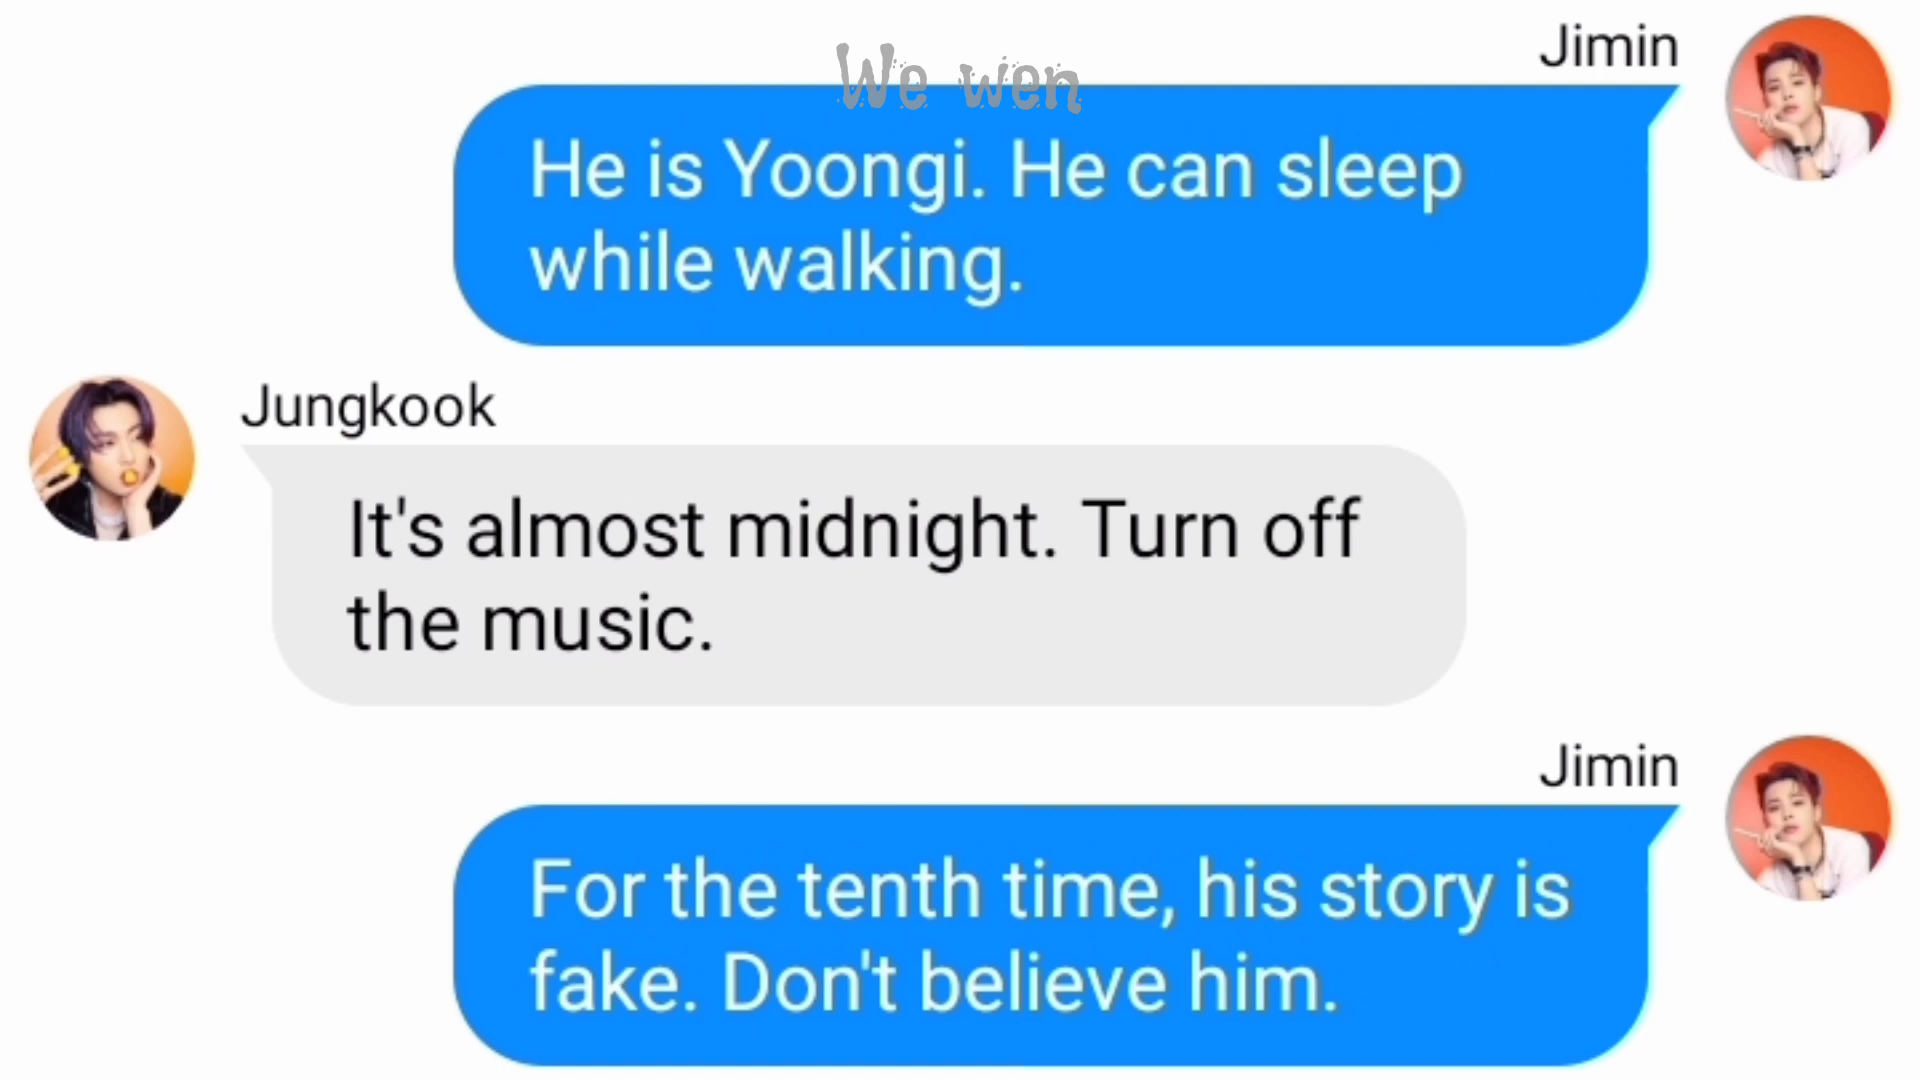 Jimin
We wen
He is Yoongi. He can sleep
while walking.
Jungkook
It's almost midnight. Turn off
the music.
Jimin
For the tenth time, his story is
fake. Don't believe him.